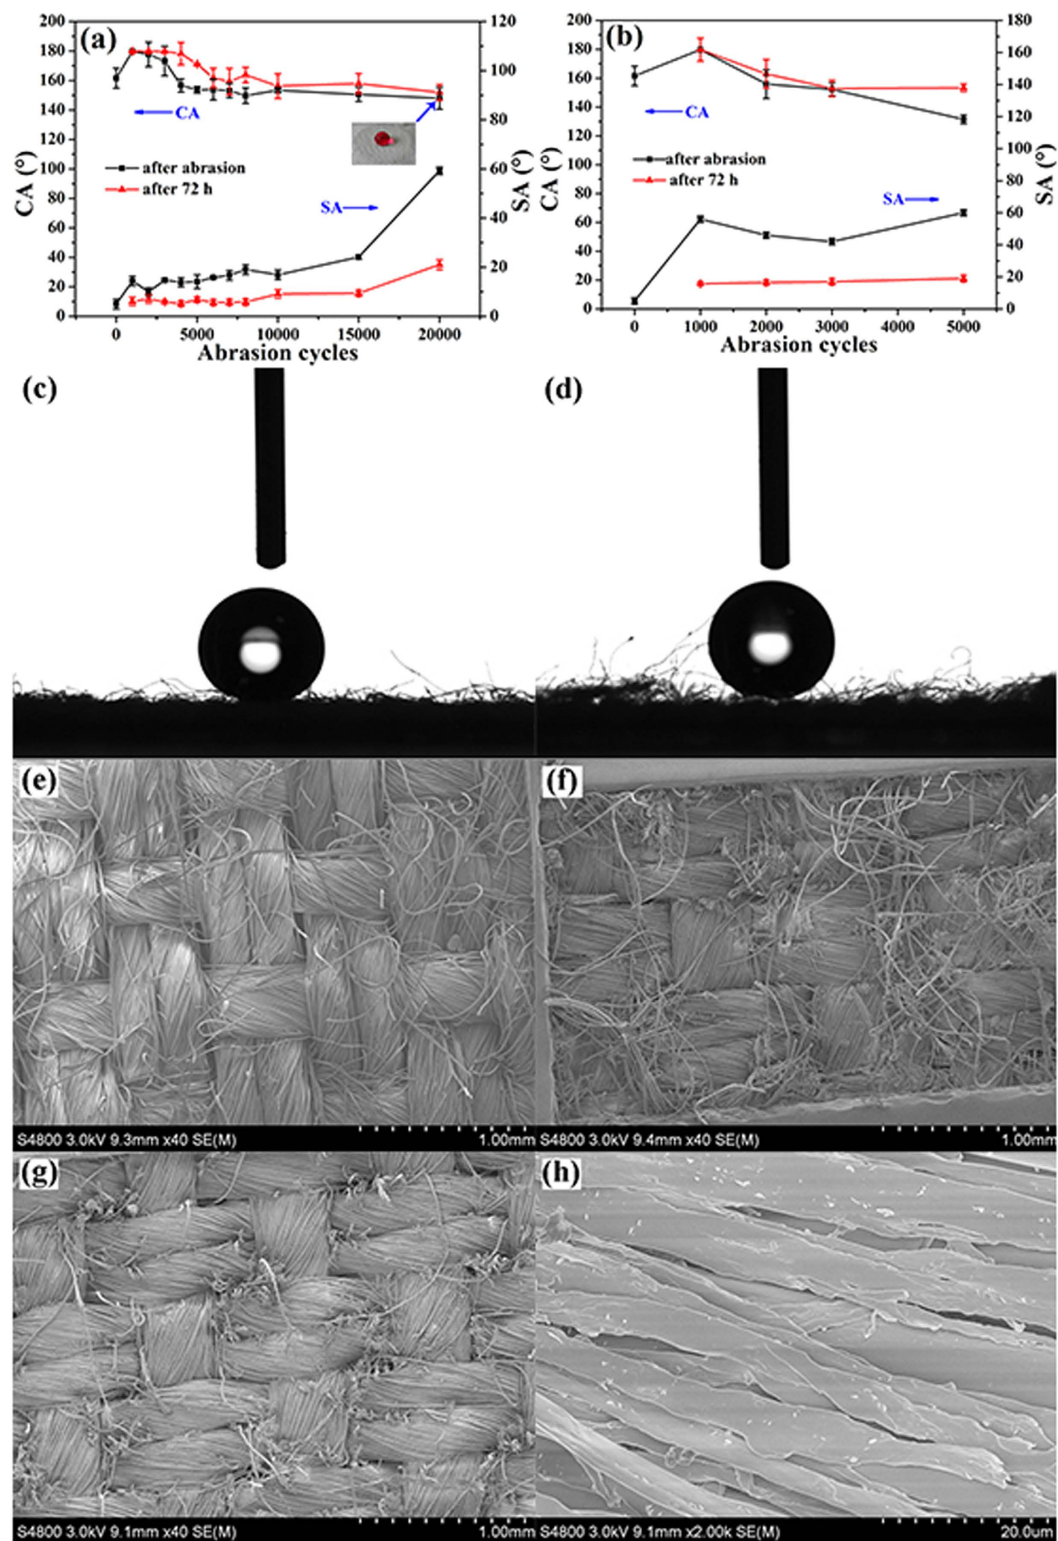 (a)
CA (°)
200
180
160
140
120
100
80
60
40
20
0
CA
after abrasion
after 72 h
SA
0 5000 10000 15000 20000
Abrasion cycles
120
100
80
60
40
20
0
SA (°)
(b)
CA (°)
200
180
160
140
120
100
80
60
40
20
0
CA
after abrasion
after 72 h
SA
0 1000 2000 3000 4000 5000
Abrasion cycles
180
160
140
120
100
80
60
40
20
0
SA (°)
(c)
(d)
(e)
S4800 3.0kV 9.3mm x40 SE(M) 1.00mm
(f)
S4800 3.0kV 9.4mm x40 SE(M) 1.00mm
(g)
S4800 3.0kV 9.1mm x40 SE(M) 1.00mm
(h)
S4800 3.0kV 9.1mm x2.00k SE(M) 20.0um